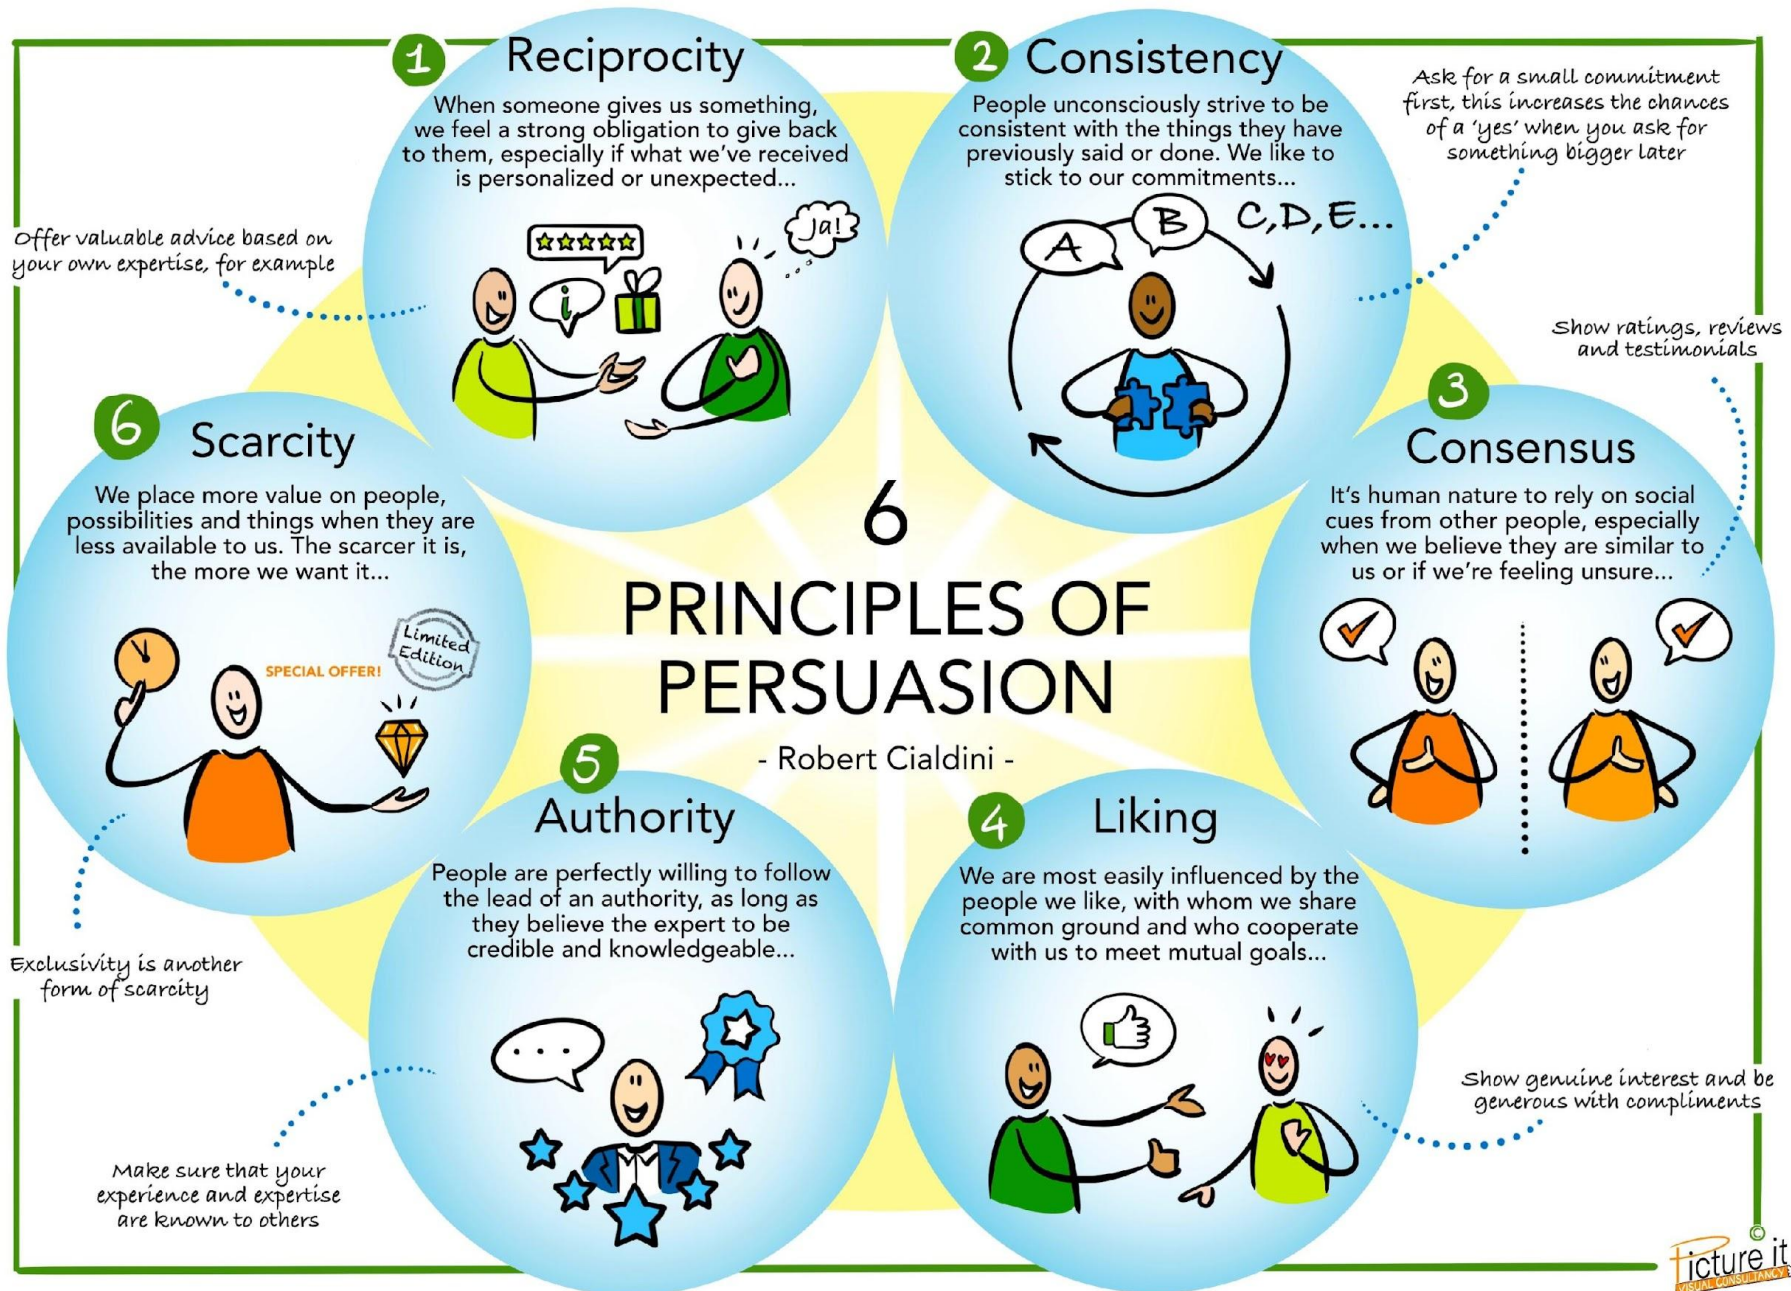 6
PRINCIPLES OF
PERSUASION
- Robert Cialdini -
1
Reciprocity
When someone gives us something,
we feel a strong obligation to give back
to them, especially if what we've received
is personalized or unexpected...
Ja!
i
Offer valuable advice based on
your own expertise, for example
2
Consistency
People unconsciously strive to be
consistent with the things they have
previously said or done. We like to
stick to our commitments...
A
B
C,D,E...
Ask for a small commitment
first, this increases the chances
of a 'yes' when you ask for
something bigger later
3
Consensus
It's human nature to rely on social
cues from other people, especially
when we believe they are similar to
us or if we're feeling unsure...
Show ratings, reviews
and testimonials
4
Liking
We are most easily influenced by the
people we like, with whom we share
common ground and who cooperate
with us to meet mutual goals...
Show genuine interest and be
generous with compliments
5
Authority
People are perfectly willing to follow
the lead of an authority, as long as
they believe the expert to be
credible and knowledgeable...
...
Make sure that your
experience and expertise
are known to others
6
Scarcity
We place more value on people,
possibilities and things when they are
less available to us. The scarcer it is,
the more we want it...
SPECIAL OFFER!
Limited
Edition
Exclusivity is another
form of scarcity
©
Picture it
VISUAL CONSULTANCY